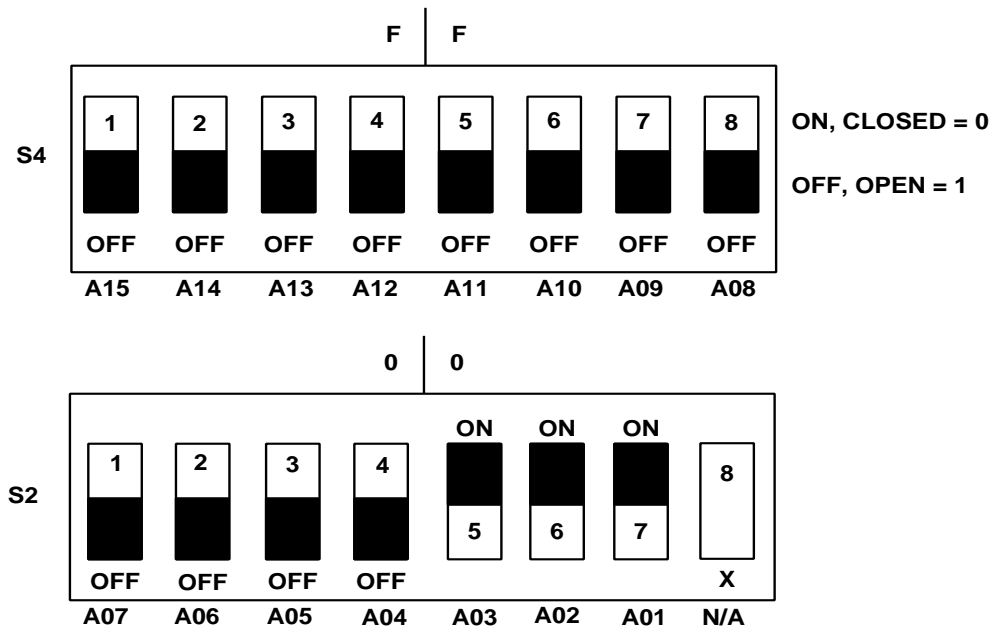 F F
1 2 3 4 5 6 7 8
ON, CLOSED = 0
S4
OFF, OPEN = 1
OFF OFF OFF OFF OFF OFF OFF OFF
A15 A14 A13 A12 A11 A10 A09 A08
0 0
ON ON ON
1 2 3 4 8
S2
5 6 7
OFF OFF OFF OFF X
A07 A06 A05 A04 A03 A02 A01 N/A